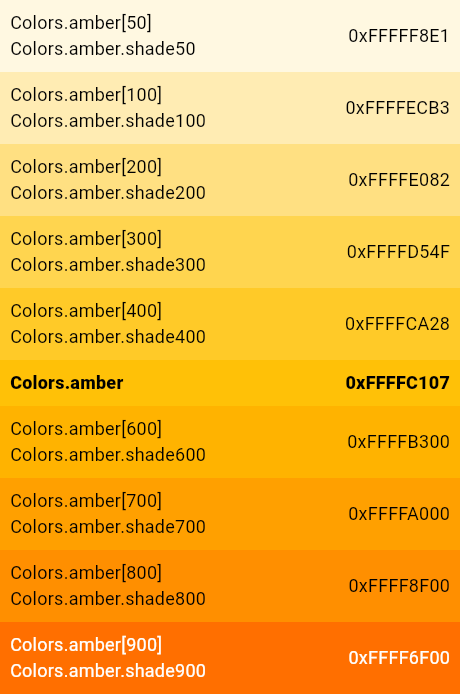 Colors.amber[50]
Colors.amber.shade50
0xFFFFF8E1
Colors.amber[100]
Colors.amber.shade100
0xFFFFECB3
Colors.amber[200]
Colors.amber.shade200
0xFFFFE082
Colors.amber[300]
Colors.amber.shade300
0xFFFFD54F
Colors.amber[400]
Colors.amber.shade400
0xFFFFCA28
Colors.amber
0xFFFFC107
Colors.amber[600]
Colors.amber.shade600
0xFFFFB300
Colors.amber[700]
Colors.amber.shade700
0xFFFFA000
Colors.amber[800]
Colors.amber.shade800
0xFFFF8F00
Colors.amber[900]
Colors.amber.shade900
0xFFFF6F00